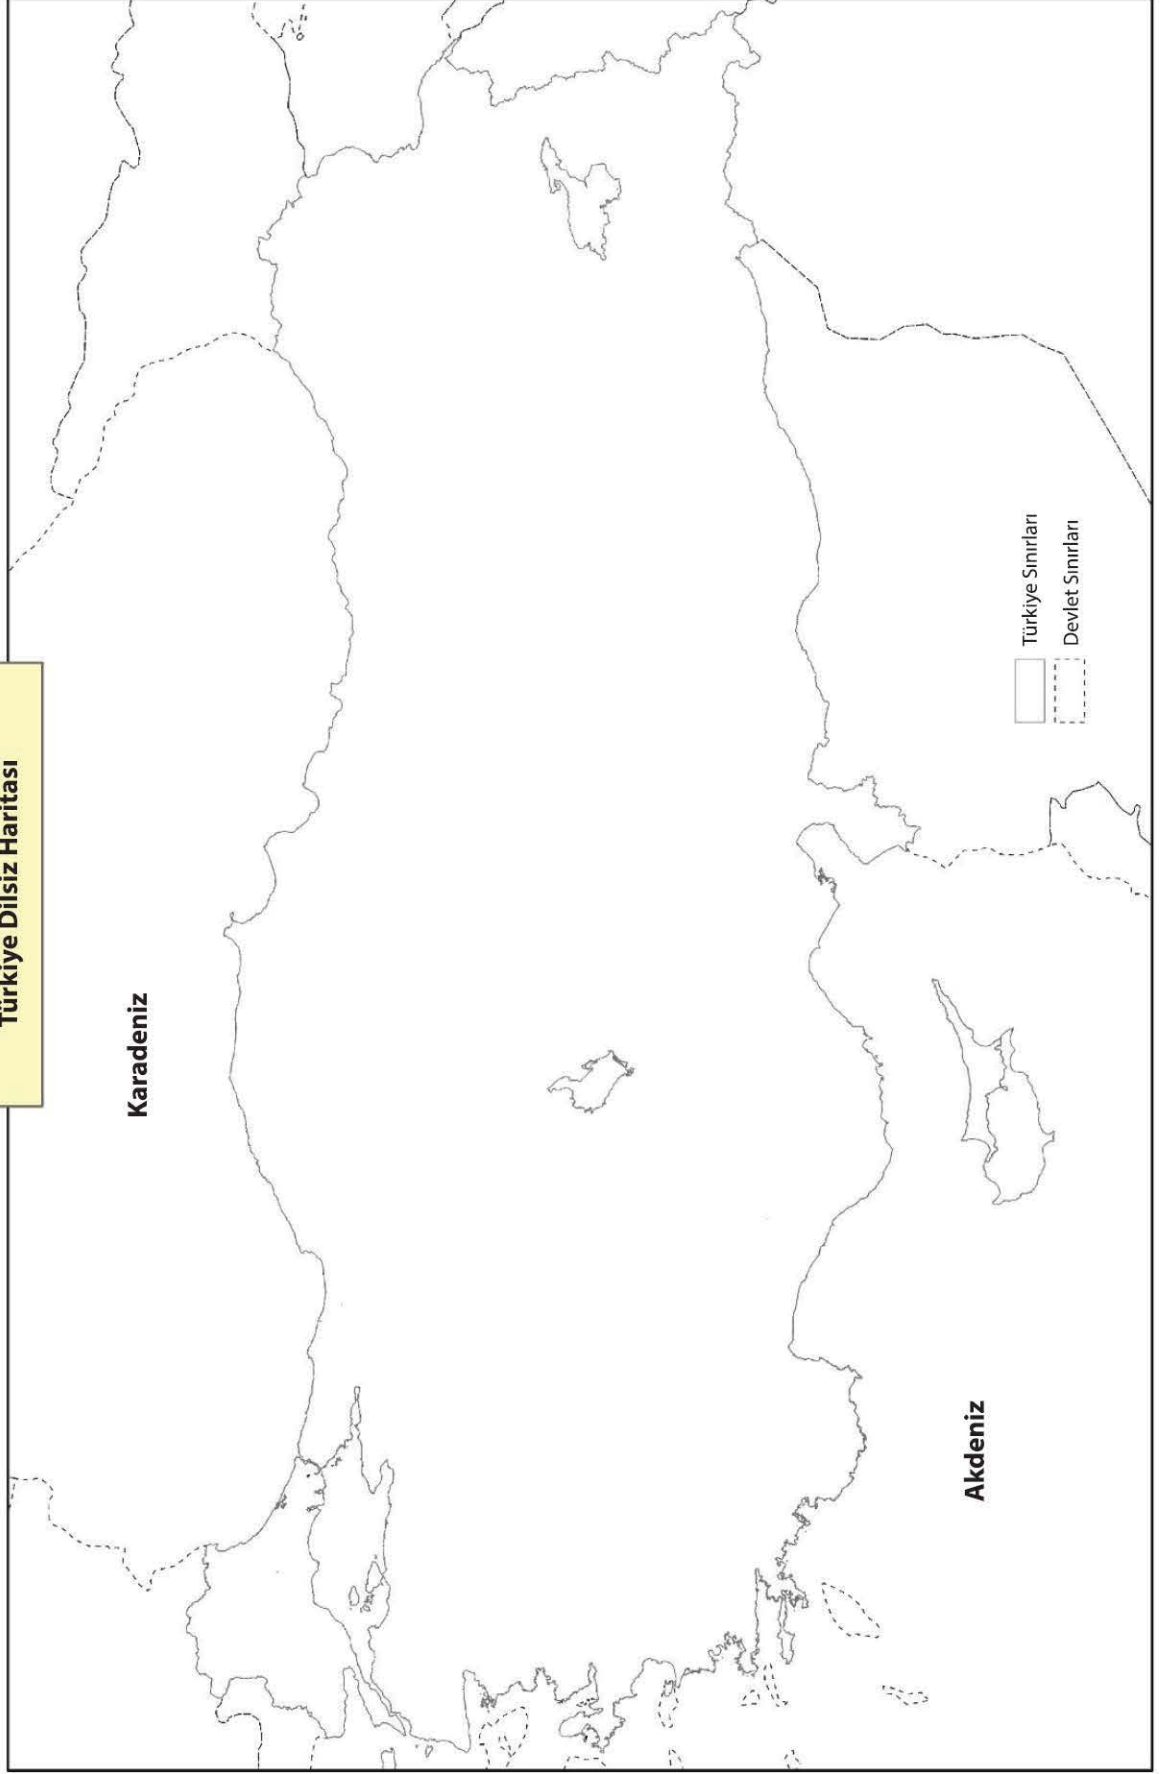 Türkiye Dilsiz Haritası
Karadeniz
Akdeniz
Türkiye Sınırları
Devlet Sınırları